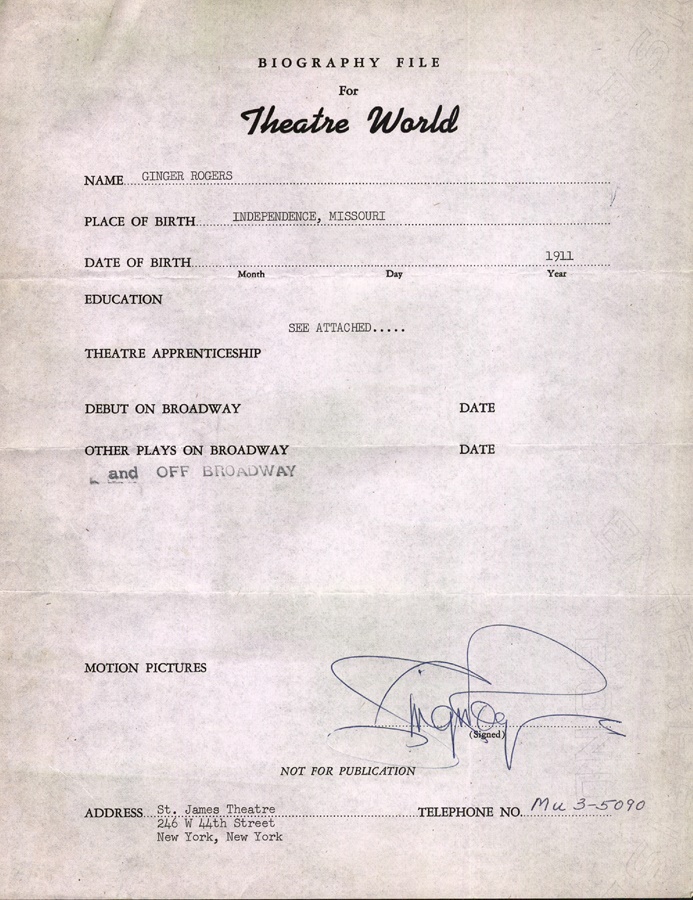 BIOGRAPHY FILE
For
Theatre World
NAME GINGER ROGERS
PLACE OF BIRTH INDEPENDENCE, MISSOURI
DATE OF BIRTH 1911
Month Day Year
EDUCATION
SEE ATTACHED.....
THEATRE APPRENTICESHIP
DEBUT ON BROADWAY DATE
OTHER PLAYS ON BROADWAY DATE
and OFF BROADWAY
MOTION PICTURES
(Signed)
NOT FOR PUBLICATION
ADDRESS St. James Theatre TELEPHONE NO. Mu 3-5090
246 W 44th Street
New York, New York